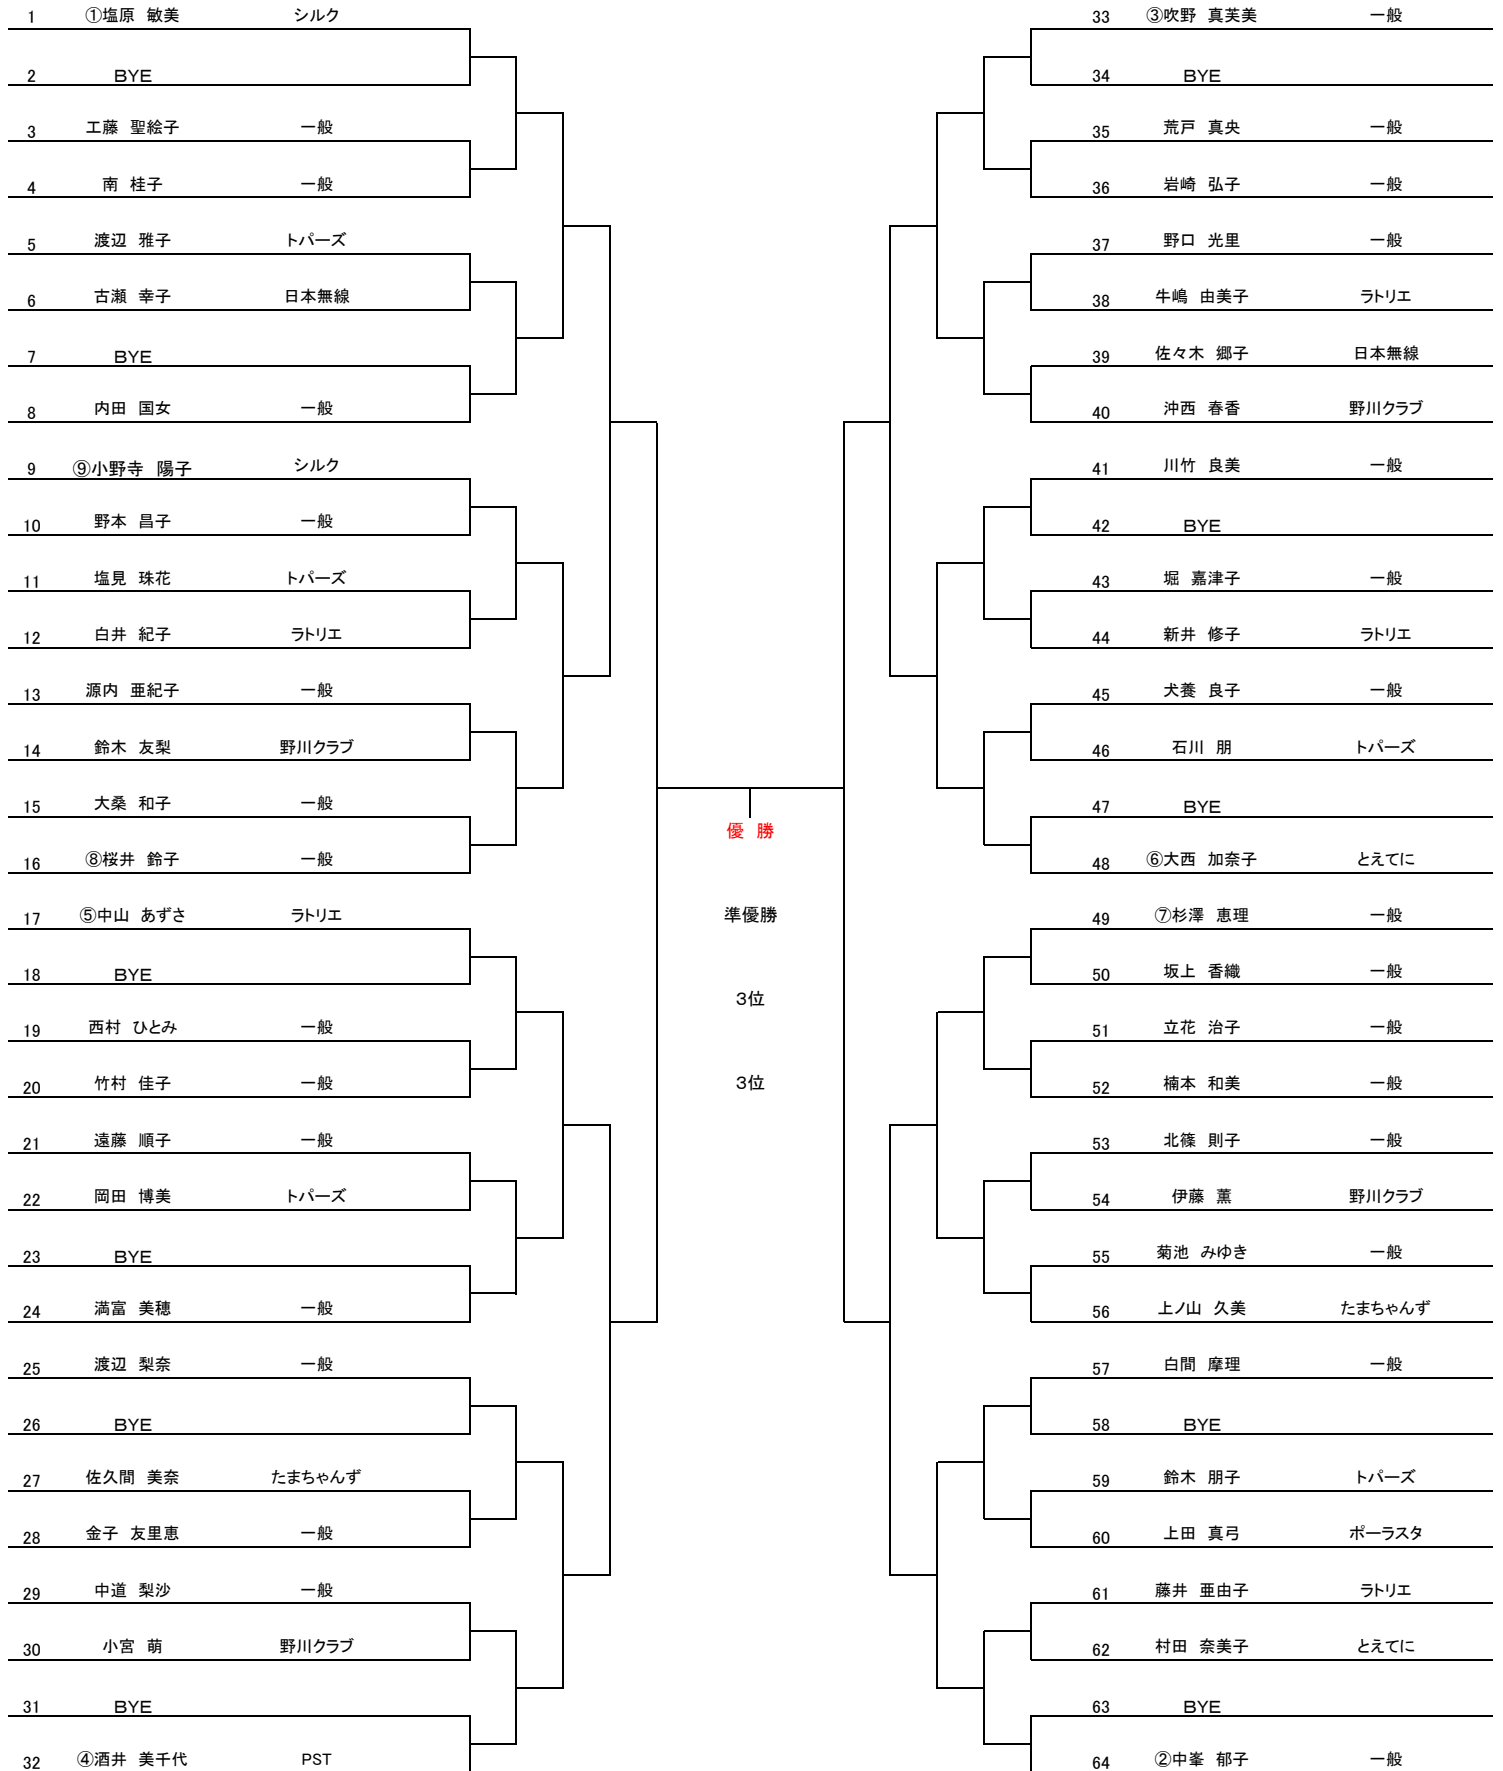 1 ①塩原 敏美 シルク
2 BYE
3 工藤 聖絵子 一般
4 南 桂子 一般
5 渡辺 雅子 トパーズ
6 古瀬 幸子 日本無線
7 BYE
8 内田 国女 一般
9 ⑨小野寺 陽子 シルク
10 野本 昌子 一般
11 塩見 珠花 トパーズ
12 白井 紀子 ラトリエ
13 源内 亜紀子 一般
14 鈴木 友梨 野川クラブ
15 大桑 和子 一般
16 ⑧桜井 鈴子 一般
17 ⑤中山 あずさ ラトリエ
18 BYE
19 西村 ひとみ 一般
20 竹村 佳子 一般
21 遠藤 順子 一般
22 岡田 博美 トパーズ
23 BYE
24 満富 美穂 一般
25 渡辺 梨奈 一般
26 BYE
27 佐久間 美奈 たまちゃんず
28 金子 友里恵 一般
29 中道 梨沙 一般
30 小宮 萌 野川クラブ
31 BYE
32 ④酒井 美千代 PST
優 勝
準優勝
3位
3位
33 ③吹野 真芙美 一般
34 BYE
35 荒戸 真央 一般
36 岩崎 弘子 一般
37 野口 光里 一般
38 牛嶋 由美子 ラトリエ
39 佐々木 郷子 日本無線
40 沖西 春香 野川クラブ
41 川竹 良美 一般
42 BYE
43 堀 嘉津子 一般
44 新井 修子 ラトリエ
45 犬養 良子 一般
46 石川 朋 トパーズ
47 BYE
48 ⑥大西 加奈子 とえてに
49 ⑦杉澤 恵理 一般
50 坂上 香織 一般
51 立花 治子 一般
52 楠本 和美 一般
53 北篠 則子 一般
54 伊藤 薫 野川クラブ
55 菊池 みゆき 一般
56 上ノ山 久美 たまちゃんず
57 白間 摩理 一般
58 BYE
59 鈴木 朋子 トパーズ
60 上田 真弓 ポーラスタ
61 藤井 亜由子 ラトリエ
62 村田 奈美子 とえてに
63 BYE
64 ②中峯 郁子 一般